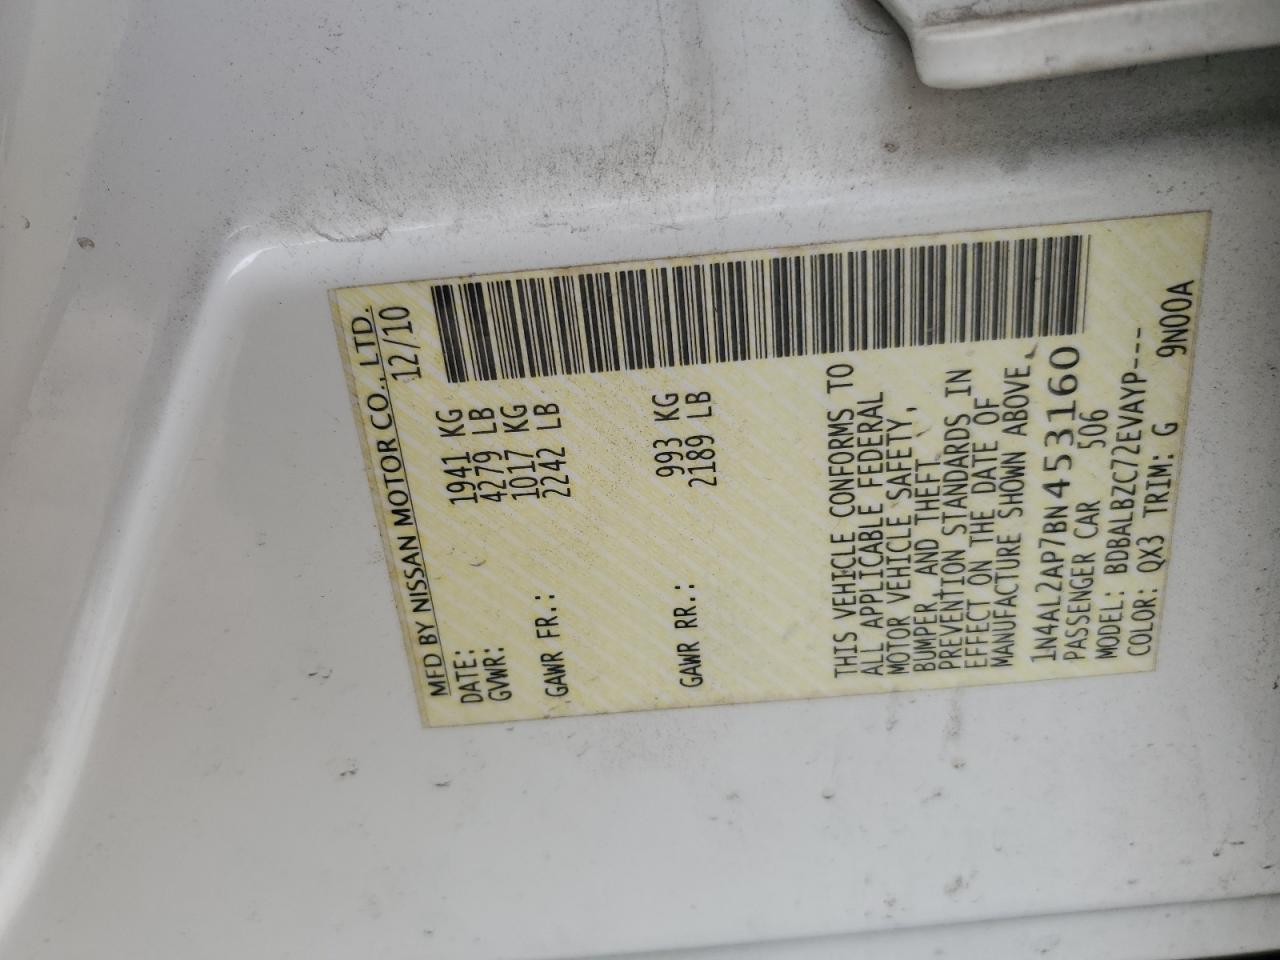 MFD BY NISSAN MOTOR CO., LTD.
DATE: 12/10
GVWR: 1941 KG
4279 LB
GAWR FR.: 1017 KG
2242 LB
GAWR RR.: 993 KG
2189 LB
THIS VEHICLE CONFORMS TO
ALL APPLICABLE FEDERAL
MOTOR VEHICLE SAFETY,
BUMPER AND THEFT
PREVENTION STANDARDS IN
EFFECT ON THE DATE OF
MANUFACTURE SHOWN ABOVE.
1N4AL2AP7BN453160
PASSENGER CAR 506
MODEL: BDBALBZC72EVAYP---
COLOR: QX3 TRIM: G 9N00A